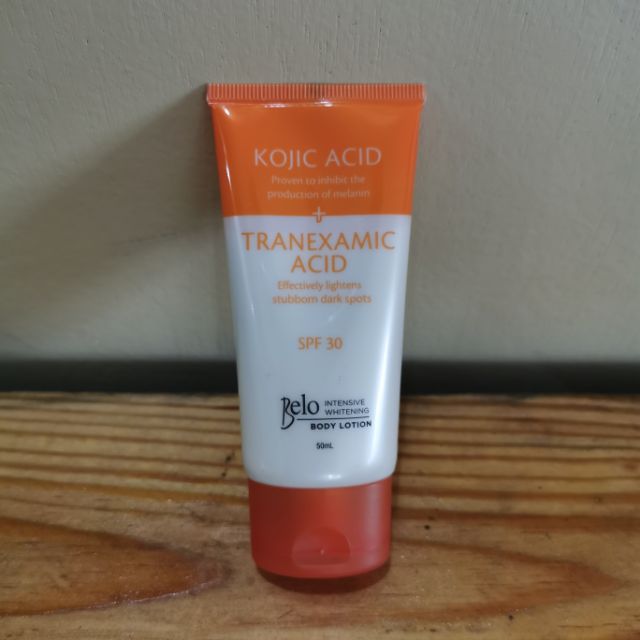 KOJIC ACID
Proven to inhibit the
production of melanin
+
TRANEXAMIC
ACID
Effectively lightens
stubborn dark spots
SPF 30
Belo INTENSIVE
WHITENING
BODY LOTION
50mL